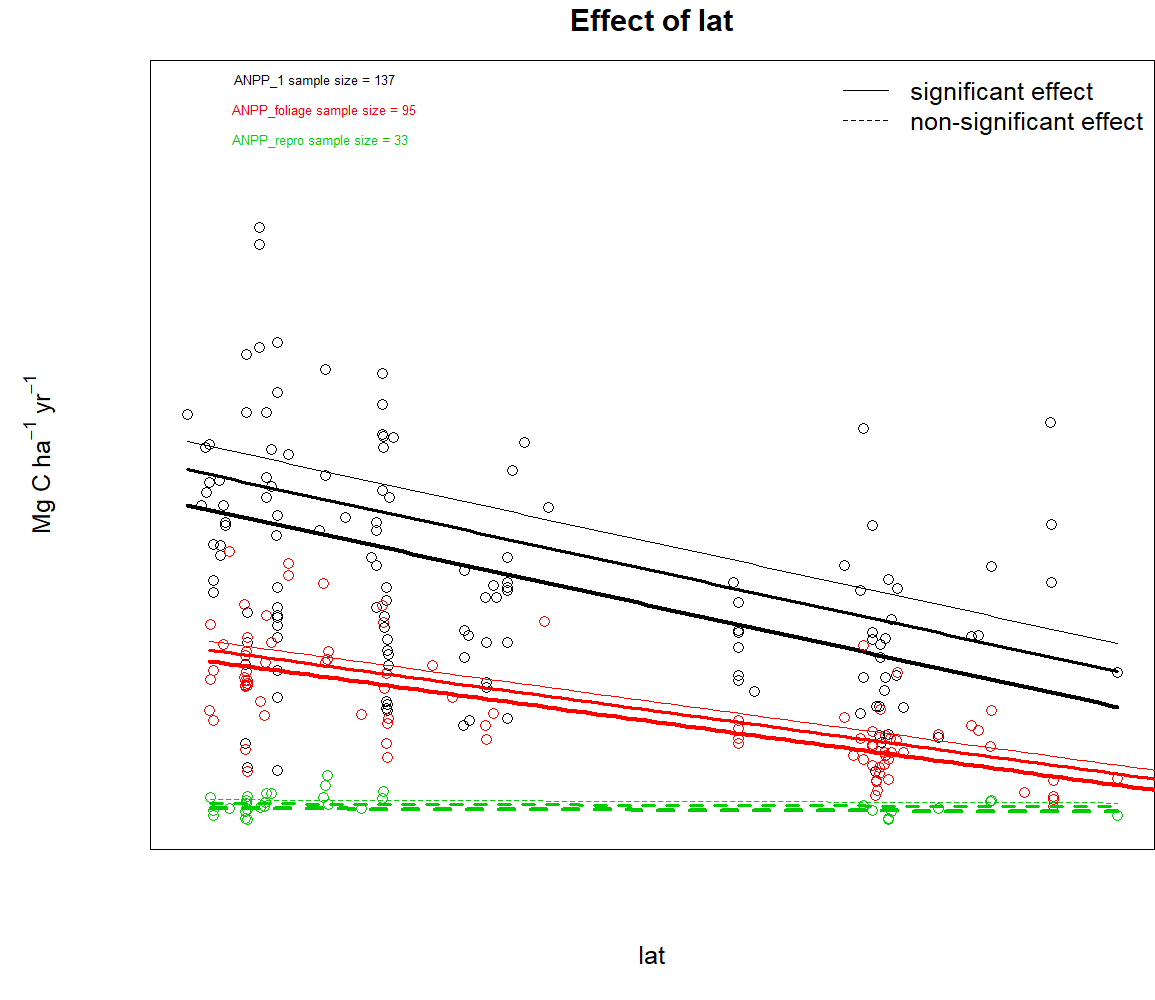 Effect of lat
ANPP_1 sample size = 137
ANPP_foliage sample size = 95
ANPP_repro sample size = 33
significant effect
non-significant effect
Mg C ha−1 yr−1
lat